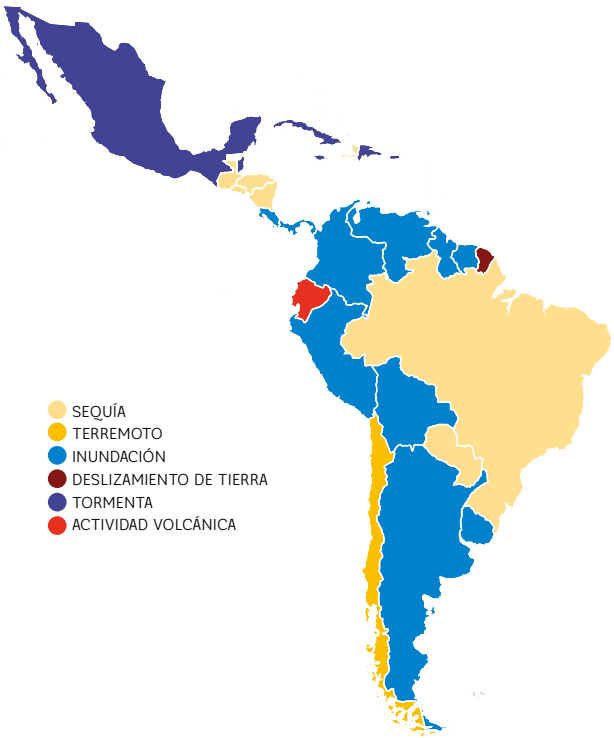 SEQUÍA
TERREMOTO
INUNDACIÓN
DESLIZAMIENTO DE TIERRA
TORMENTA
ACTIVIDAD VOLCÁNICA